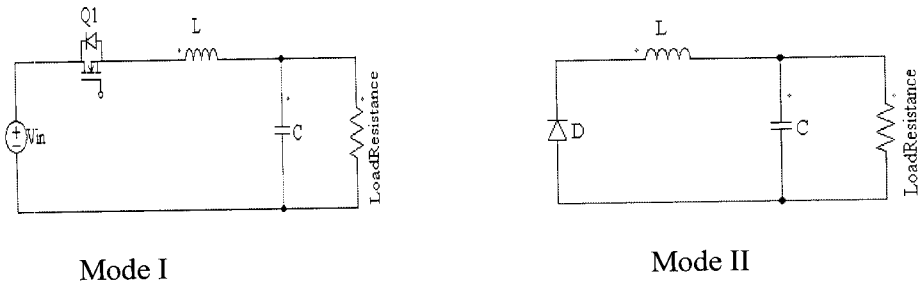 Q1
L
Vin
C
LoadResistance
Mode I
L
D
C
LoadResistance
Mode II